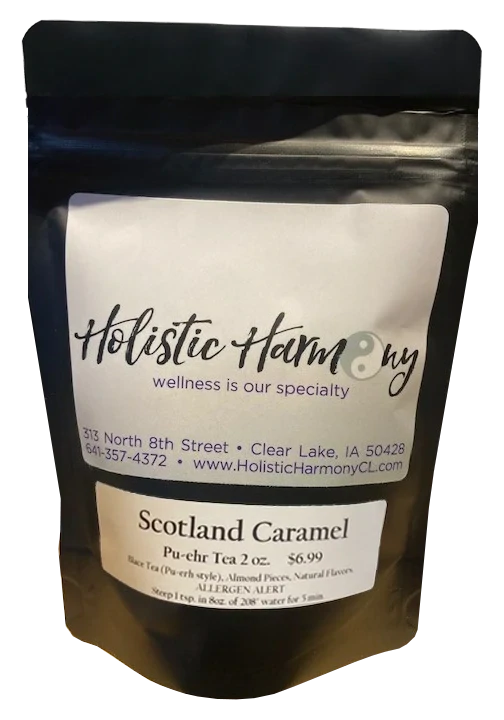 Holistic Harmony
wellness is our specialty
313 North 8th Street • Clear Lake, IA 50428
641-357-4372 • www.HolisticHarmonyCL.com
Scotland Caramel
Pu-ehr Tea 2 oz. $6.99
Black Tea (Pu-erh style), Almond Pieces, Natural Flavors.
ALLERGEN ALERT
Steep 1 tsp. in 8oz. of 208° water for 5 min.